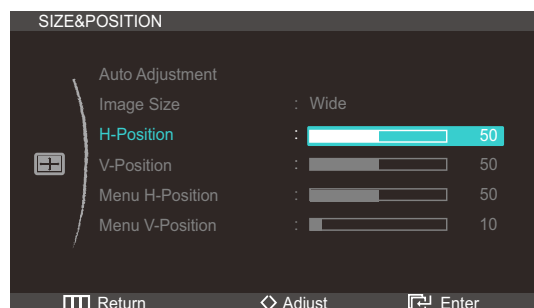 SIZE&POSITION
Auto Adjustment
Image Size : Wide
H-Position : 50
V-Position : 50
Menu H-Position : 50
Menu V-Position : 10
Return Adjust Enter